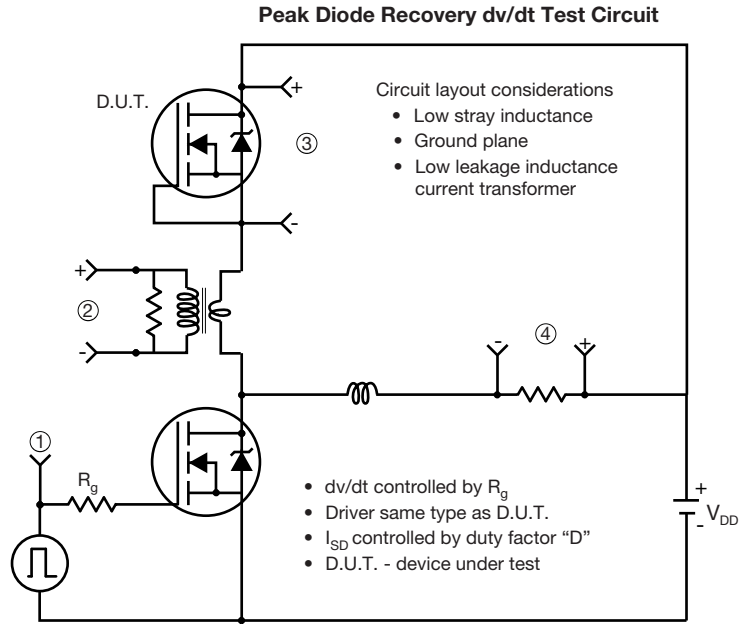 Peak Diode Recovery dv/dt Test Circuit
D.U.T.
+
③
-
Circuit layout considerations
• Low stray inductance
• Ground plane
• Low leakage inductance
current transformer
+
②
-
-
④
+
①
Rg
• dv/dt controlled by Rg
• Driver same type as D.U.T.
• ISD controlled by duty factor “D”
• D.U.T. - device under test
+
VDD
-